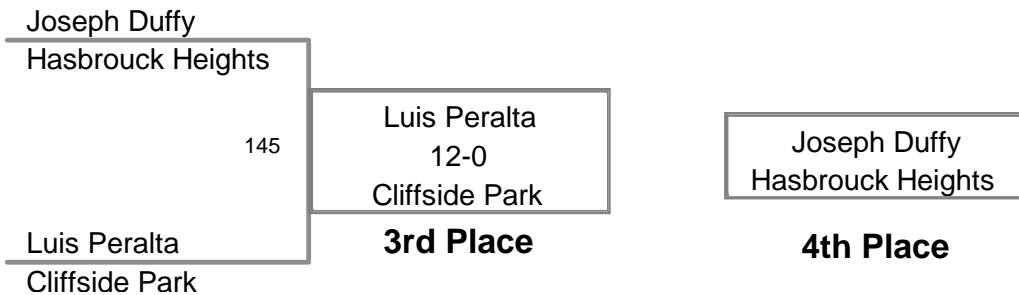 Joseph Duffy
Hasbrouck Heights
145
Luis Peralta
12-0
Cliffside Park
3rd Place
Luis Peralta
Cliffside Park
Joseph Duffy
Hasbrouck Heights
4th Place